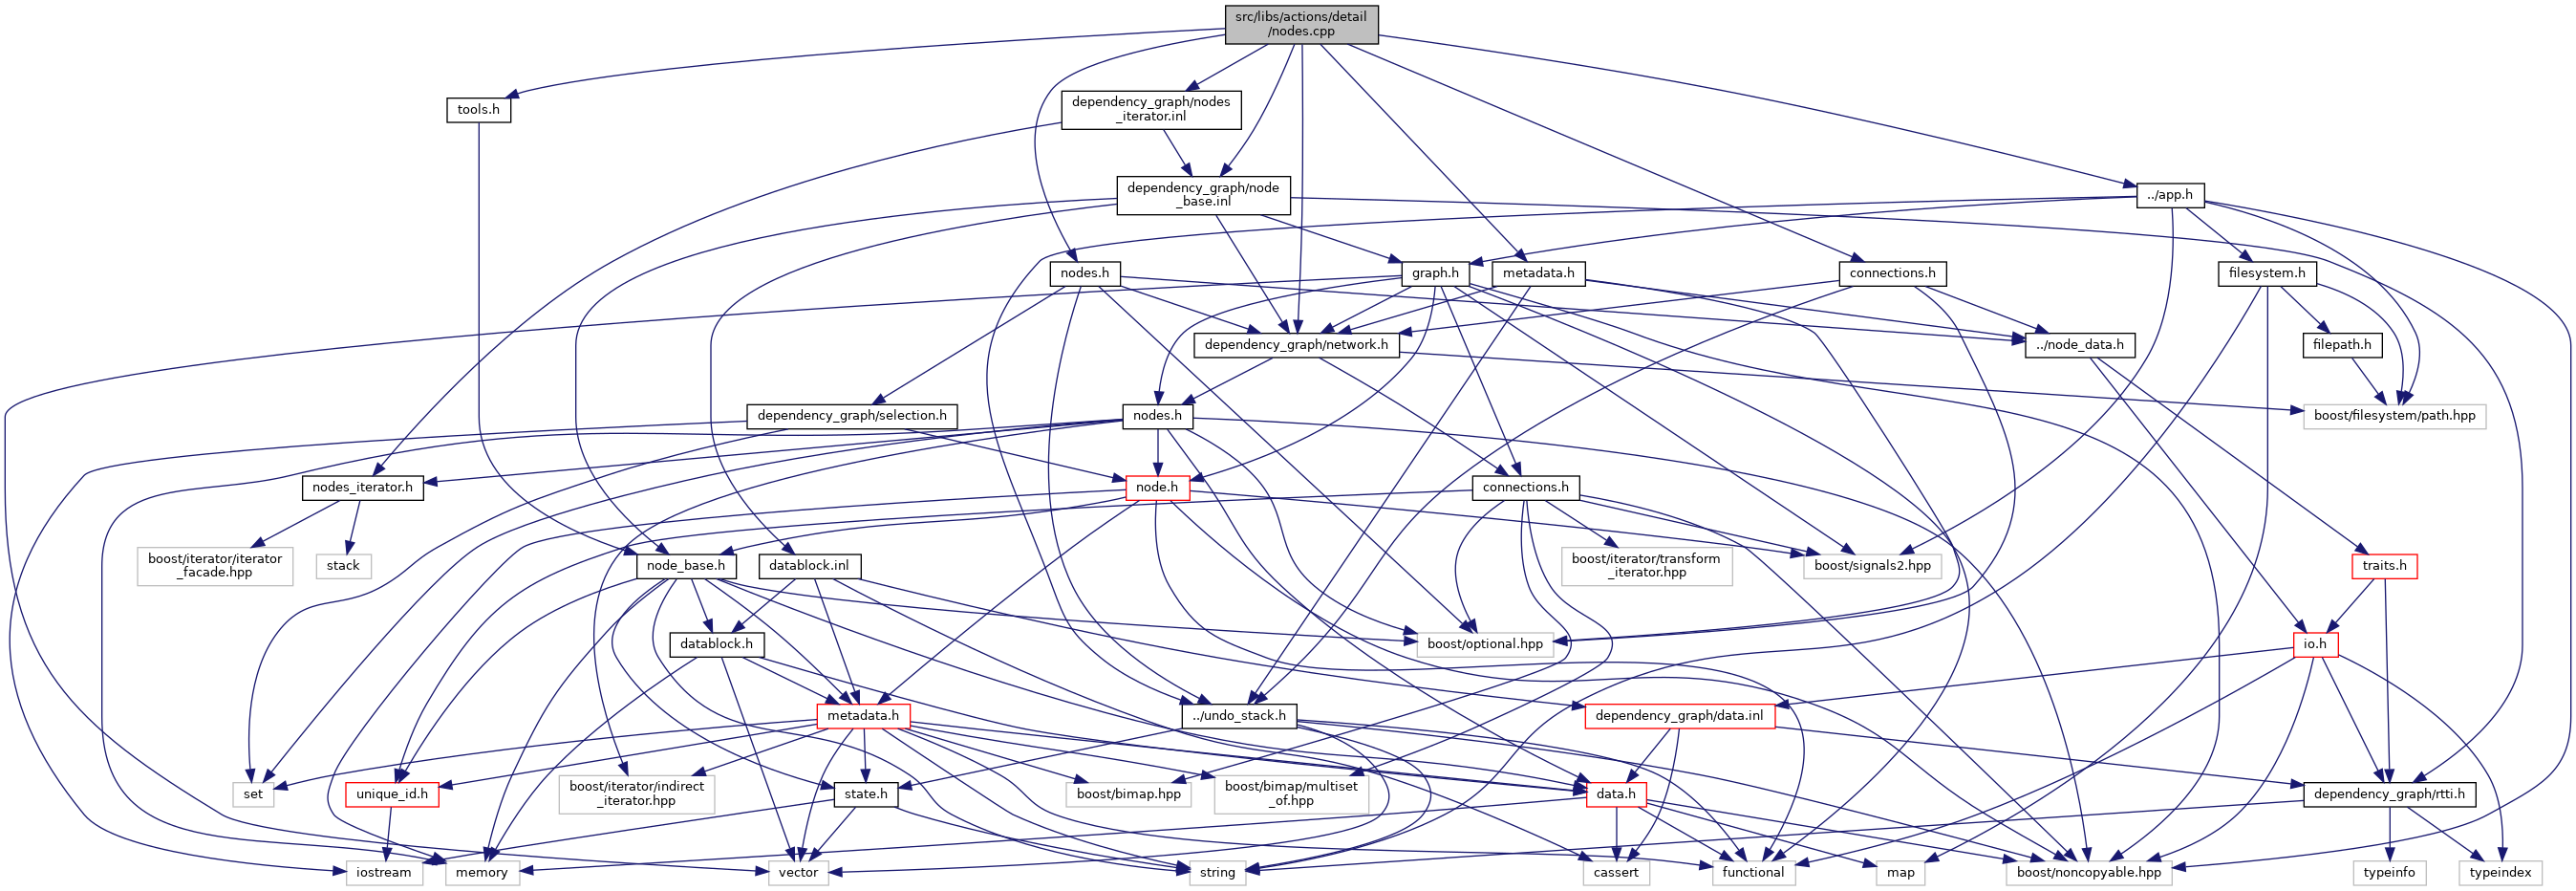 src/libs/actions/detail
/nodes.cpp
tools.h
dependency_graph/nodes
_iterator.inl
dependency_graph/node
_base.inl
../app.h
nodes.h
graph.h
metadata.h
connections.h
filesystem.h
dependency_graph/network.h
../node_data.h
filepath.h
dependency_graph/selection.h
nodes.h
boost/filesystem/path.hpp
nodes_iterator.h
node.h
connections.h
boost/iterator/iterator
_facade.hpp
stack
node_base.h
datablock.inl
boost/iterator/transform
_iterator.hpp
boost/signals2.hpp
traits.h
datablock.h
boost/optional.hpp
io.h
metadata.h
../undo_stack.h
dependency_graph/data.inl
set
unique_id.h
boost/iterator/indirect
_iterator.hpp
state.h
boost/bimap.hpp
boost/bimap/multiset
_of.hpp
data.h
dependency_graph/rtti.h
iostream
memory
vector
string
cassert
functional
map
boost/noncopyable.hpp
typeinfo
typeindex